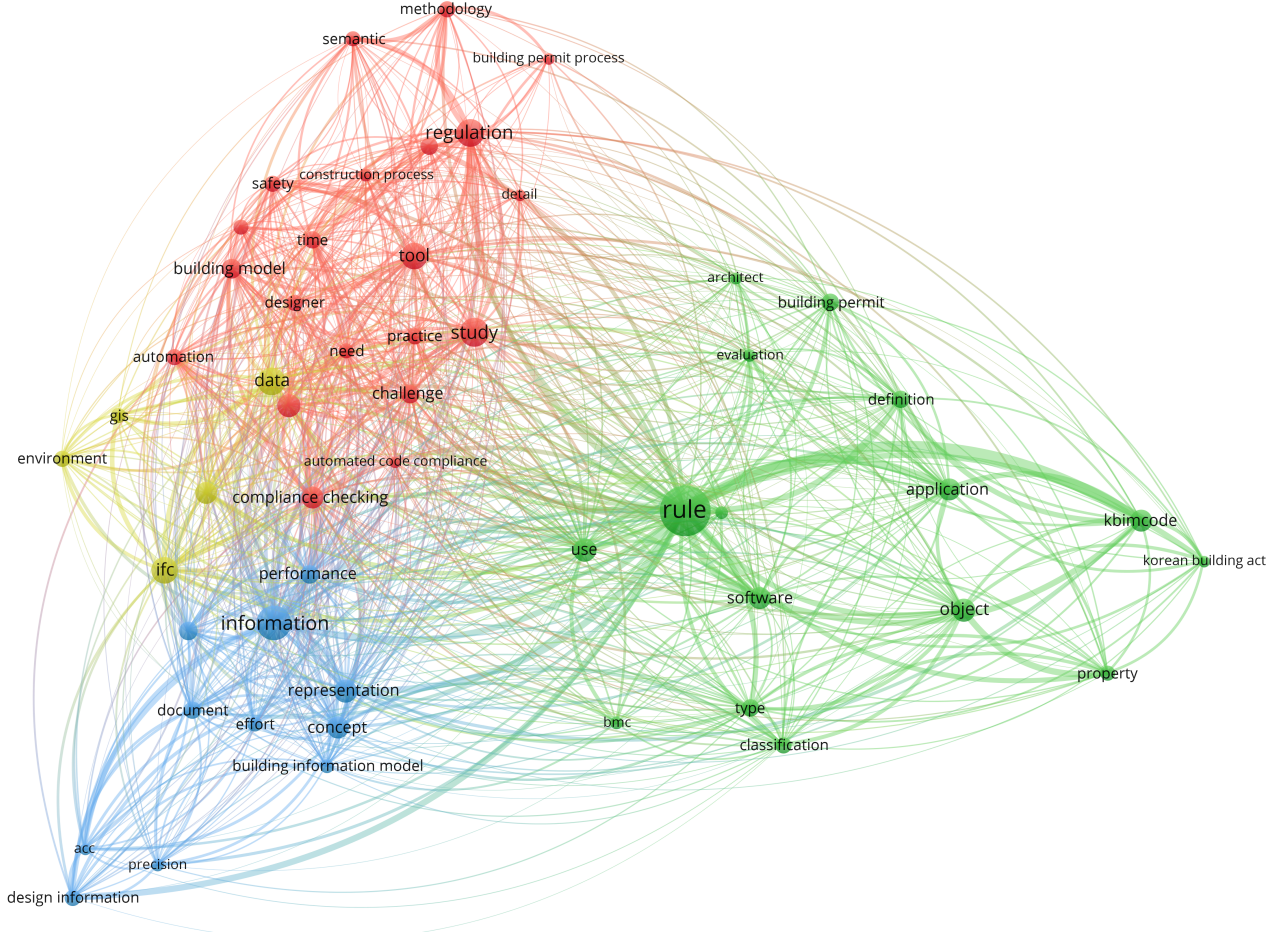 methodology
semantic
building permit process
regulation
construction process
safety
detail
time
tool
building model
architect
designer
building permit
study
practice
need
evaluation
automation
data
challenge
definition
gis
environment
automated code compliance
application
compliance checking
rule
kbimcode
use
korean building act
ifc
performance
software
object
information
property
representation
document
type
bmc
effort
concept
classification
building information model
acc
precision
design information